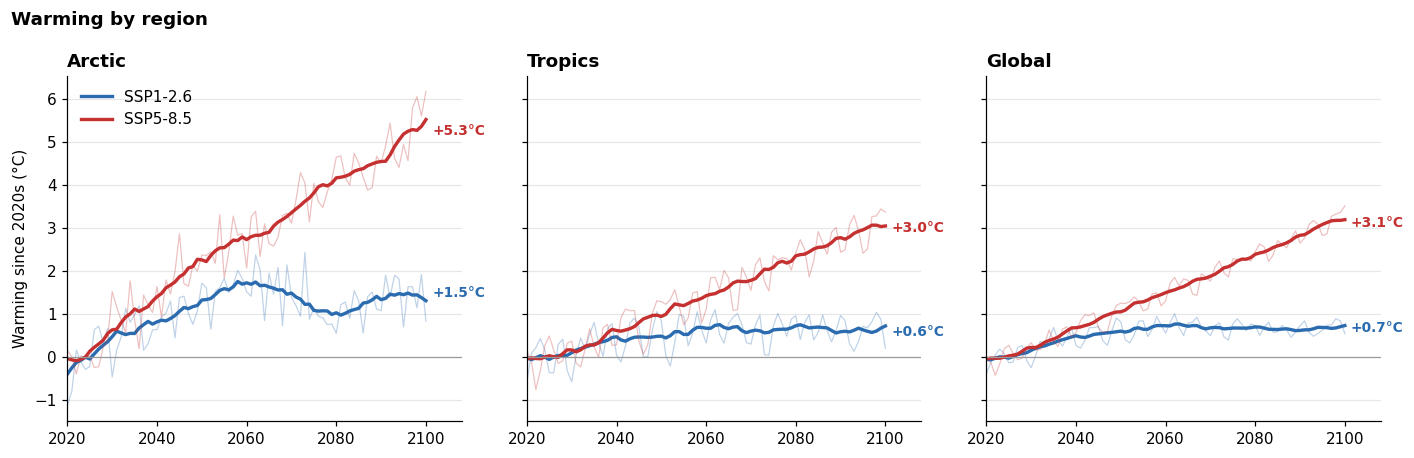 Warming by region
Arctic
Tropics
Global
SSP1-2.6
SSP5-8.5
Warming since 2020s (°C)
6
5
4
3
2
1
0
−1
+5.3°C
+1.5°C
+3.0°C
+0.6°C
+3.1°C
+0.7°C
2020 2040 2060 2080 2100
2020 2040 2060 2080 2100
2020 2040 2060 2080 2100